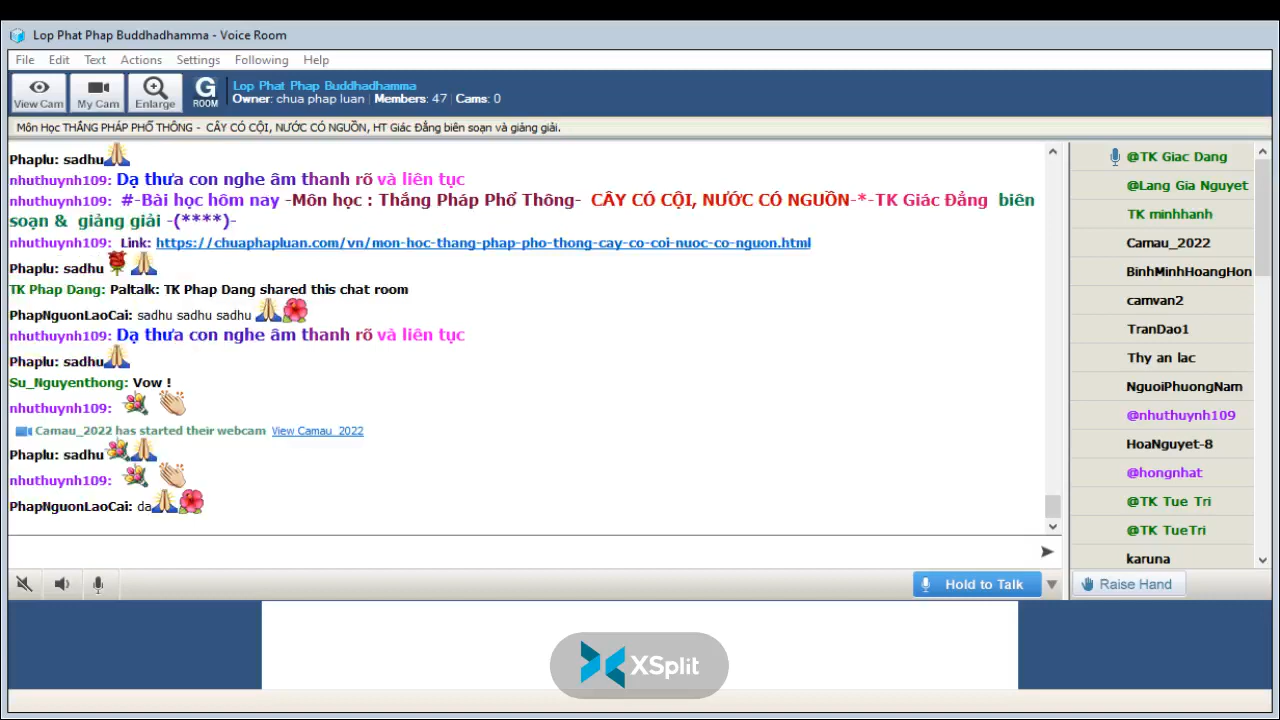 Lop Phat Phap Buddhadhamma - Voice Room
File Edit Text Actions Settings Following Help
View Cam My Cam Enlarge G ROOM
Lop Phat Phap Buddhadhamma
Owner: chua phap luan | Members: 47 | Cams: 0
Môn Học THẮNG PHÁP PHỔ THÔNG - CÂY CÓ CỘI, NƯỚC CÓ NGUỒN, HT Giác Đẳng biên soạn và giảng giải.
Phaplu: sadhu
nhuthuynh109: Dạ thưa con nghe âm thanh rõ và liên tục
nhuthuynh109: #-Bài học hôm nay -Môn học : Thắng Pháp Phổ Thông- CÂY CÓ CỘI, NƯỚC CÓ NGUỒN-*-TK Giác Đẳng biên
soạn & giảng giải -(****)-
nhuthuynh109: Link: https://chuaphapluan.com/vn/mon-hoc-thang-phap-pho-thong-cay-co-coi-nuoc-co-nguon.html
Phaplu: sadhu
TK Phap Dang: Paltalk: TK Phap Dang shared this chat room
PhapNguonLaoCai: sadhu sadhu sadhu
nhuthuynh109: Dạ thưa con nghe âm thanh rõ và liên tục
Phaplu: sadhu
Su_Nguyenthong: Vow !
nhuthuynh109:
Camau_2022 has started their webcam View Camau_2022
Phaplu: sadhu
nhuthuynh109:
PhapNguonLaoCai: da
@TK Giac Dang
@Lang Gia Nguyet
TK minhhanh
Camau_2022
BinhMinhHoangHon
camvan2
TranDao1
Thy an lac
NguoiPhuongNam
@nhuthuynh109
HoaNguyet-8
@hongnhat
@TK Tue Tri
@TK TueTri
karuna
Hold to Talk
Raise Hand
XSplit